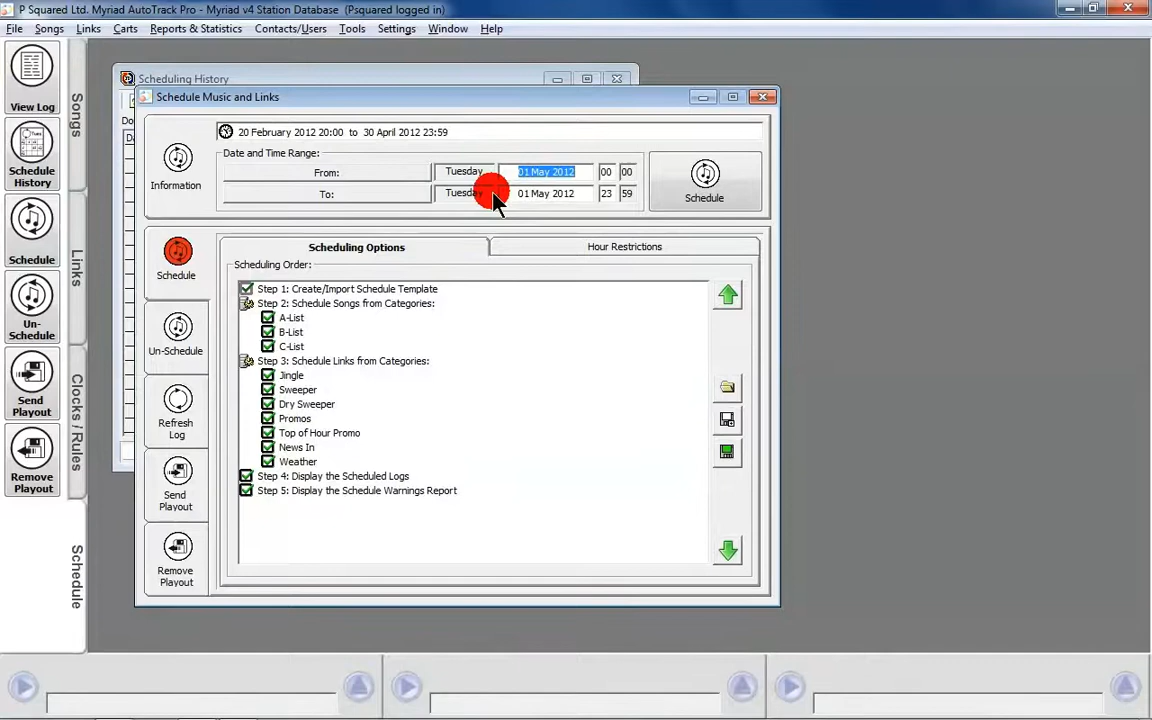 P Squared Ltd. Myriad AutoTrack Pro - Myriad v4 Station Database (Psquared logged in)
File Songs Links Carts Reports & Statistics Contacts/Users Tools Settings Window Help
View Log
Schedule History
Schedule
Un-Schedule
Send Playout
Remove Playout
Songs
Links
Clocks / Rules
Schedule
Scheduling History
Schedule Music and Links
Information
20 February 2012 20:00 to 30 April 2012 23:59
Date and Time Range:
From: Tuesday 01 May 2012 00 00
To: Tuesday 01 May 2012 23 59
Schedule
Schedule
Un-Schedule
Refresh Log
Send Playout
Remove Playout
Scheduling Options Hour Restrictions
Scheduling Order:
Step 1: Create/Import Schedule Template
Step 2: Schedule Songs from Categories:
A-List
B-List
C-List
Step 3: Schedule Links from Categories:
Jingle
Sweeper
Dry Sweeper
Promos
Top of Hour Promo
News In
Weather
Step 4: Display the Scheduled Logs
Step 5: Display the Schedule Warnings Report